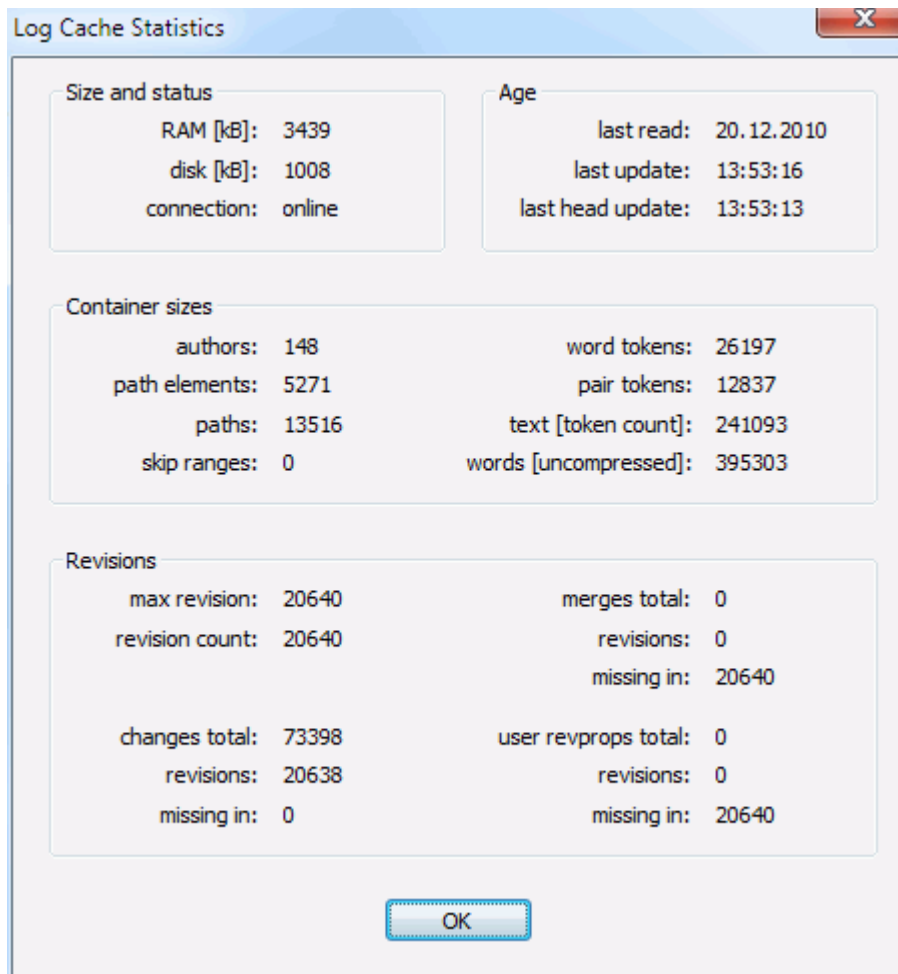 Log Cache Statistics
Size and status
RAM [kB]: 3439
disk [kB]: 1008
connection: online
Age
last read: 20.12.2010
last update: 13:53:16
last head update: 13:53:13
Container sizes
authors: 148
path elements: 5271
paths: 13516
skip ranges: 0
word tokens: 26197
pair tokens: 12837
text [token count]: 241093
words [uncompressed]: 395303
Revisions
max revision: 20640
revision count: 20640
merges total: 0
revisions: 0
missing in: 20640
changes total: 73398
revisions: 20638
missing in: 0
user revprops total: 0
revisions: 0
missing in: 20640
OK